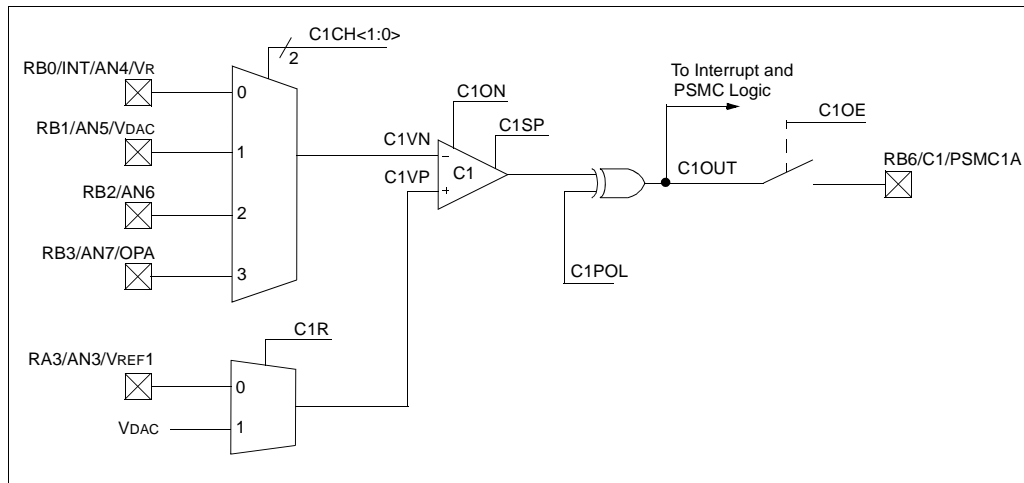 C1CH<1:0>
2
RB0/INT/AN4/VR
0
RB1/AN5/VDAC
1
RB2/AN6
2
RB3/AN7/OPA
3
C1ON
C1SP
C1VN
C1VP
−
+
C1
To Interrupt and
PSMC Logic
C1OE
C1OUT
RB6/C1/PSMC1A
C1POL
C1R
RA3/AN3/VREF1
0
VDAC
1